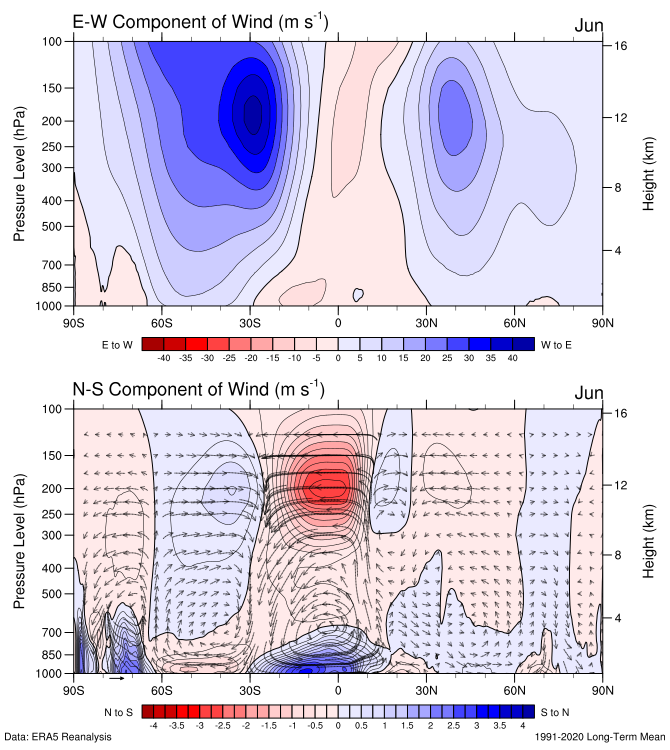 E-W Component of Wind (m s-1)
Jun
100
150
200
250
300
400
500
700
850
1000
Pressure Level (hPa)
16
12
8
4
Height (km)
90S 60S 30S 0 30N 60N 90N
E to W
W to E
-40 -35 -30 -25 -20 -15 -10 -5 0 5 10 15 20 25 30 35 40
N-S Component of Wind (m s-1)
Jun
100
150
200
250
300
400
500
700
850
1000
Pressure Level (hPa)
16
12
8
4
Height (km)
90S 60S 30S 0 30N 60N 90N
N to S
S to N
-4 -3.5 -3 -2.5 -2 -1.5 -1 -0.5 0 0.5 1 1.5 2 2.5 3 3.5 4
Data: ERA5 Reanalysis
1991-2020 Long-Term Mean